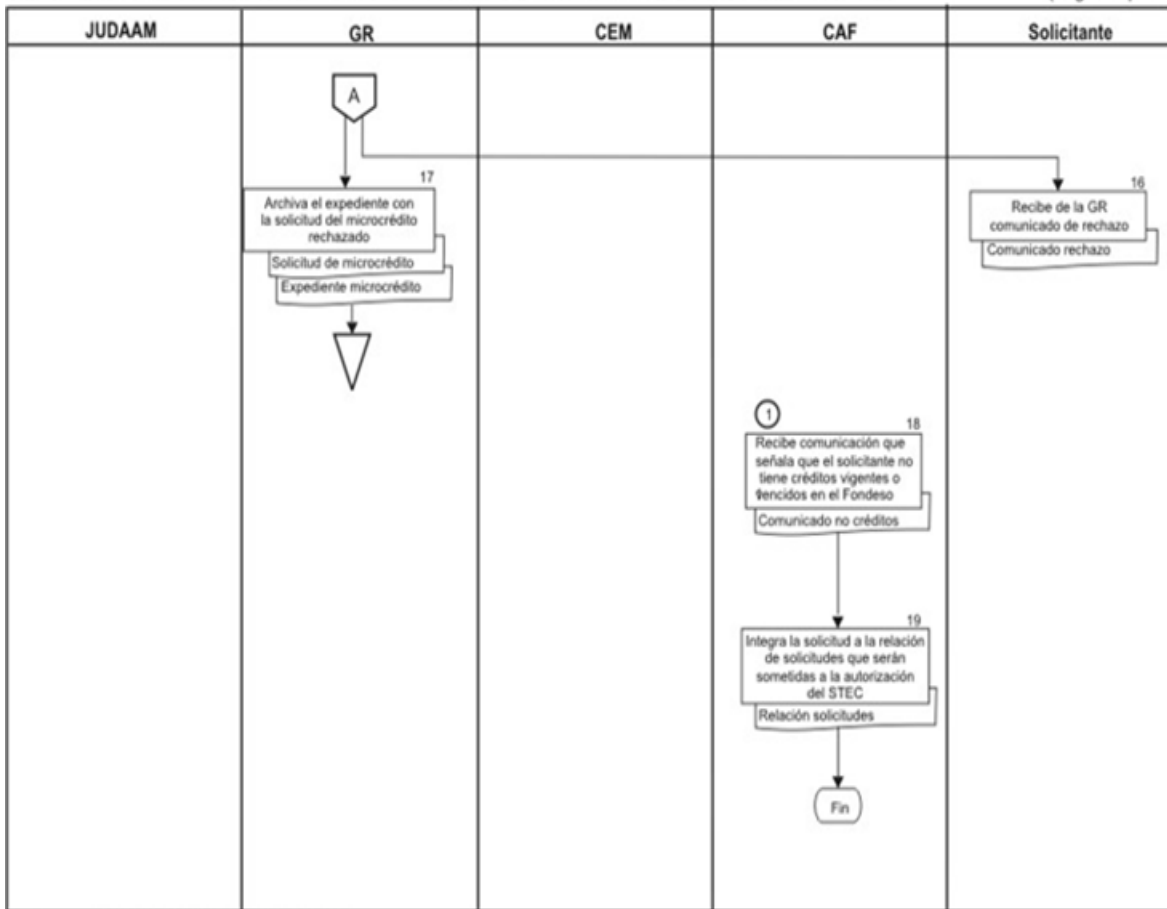 JUDAAM
GR
CEM
CAF
Solicitante
A
17
Archiva el expediente con
la solicitud del microcrédito
rechazado
Solicitud de microcrédito
Expediente microcrédito
16
Recibe de la GR
comunicado de rechazo
Comunicado rechazo
1
18
Recibe comunicación que
señala que el solicitante no
tiene créditos vigentes o
vencidos en el Fondeso
Comunicado no créditos
19
Integra la solicitud a la relación
de solicitudes que serán
sometidas a la autorización
del STEC
Relación solicitudes
Fin